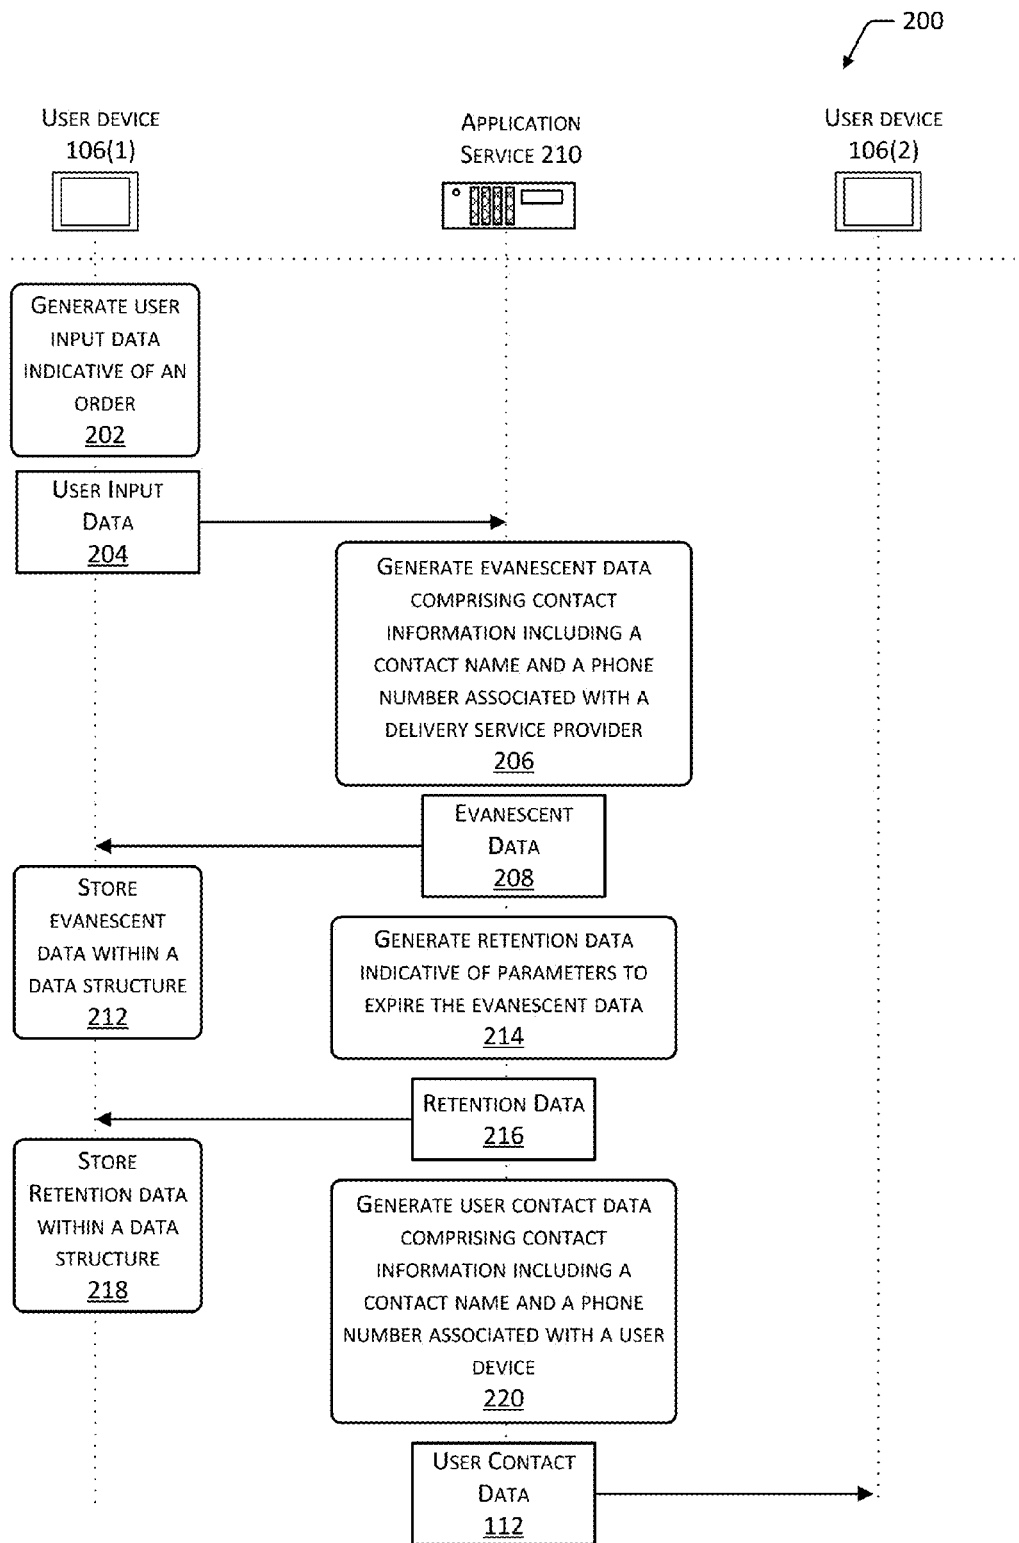 200
USER DEVICE
106(1)
APPLICATION
SERVICE 210
USER DEVICE
106(2)
GENERATE USER
INPUT DATA
INDICATIVE OF AN
ORDER
202
USER INPUT
DATA
204
GENERATE EVANESCENT DATA
COMPRISING CONTACT
INFORMATION INCLUDING A
CONTACT NAME AND A PHONE
NUMBER ASSOCIATED WITH A
DELIVERY SERVICE PROVIDER
206
EVANESCENT
DATA
208
STORE
EVANESCENT
DATA WITHIN A
DATA STRUCTURE
212
GENERATE RETENTION DATA
INDICATIVE OF PARAMETERS TO
EXPIRE THE EVANESCENT DATA
214
RETENTION DATA
216
STORE
RETENTION DATA
WITHIN A DATA
STRUCTURE
218
GENERATE USER CONTACT DATA
COMPRISING CONTACT
INFORMATION INCLUDING A
CONTACT NAME AND A PHONE
NUMBER ASSOCIATED WITH A USER
DEVICE
220
USER CONTACT
DATA
112